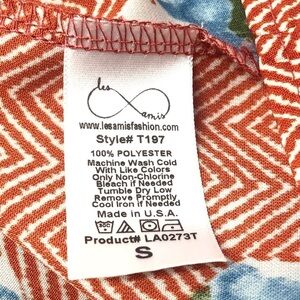 les
amis
www.lesamisfashion.com
Style# T197
100% POLYESTER
Machine Wash Cold
With Like Colors
Only Non-Chlorine
Bleach if Needed
Tumble Dry Low
Remove Promptly
Cool iron if Needed
Made in U.S.A.
Product# LA0273T
S